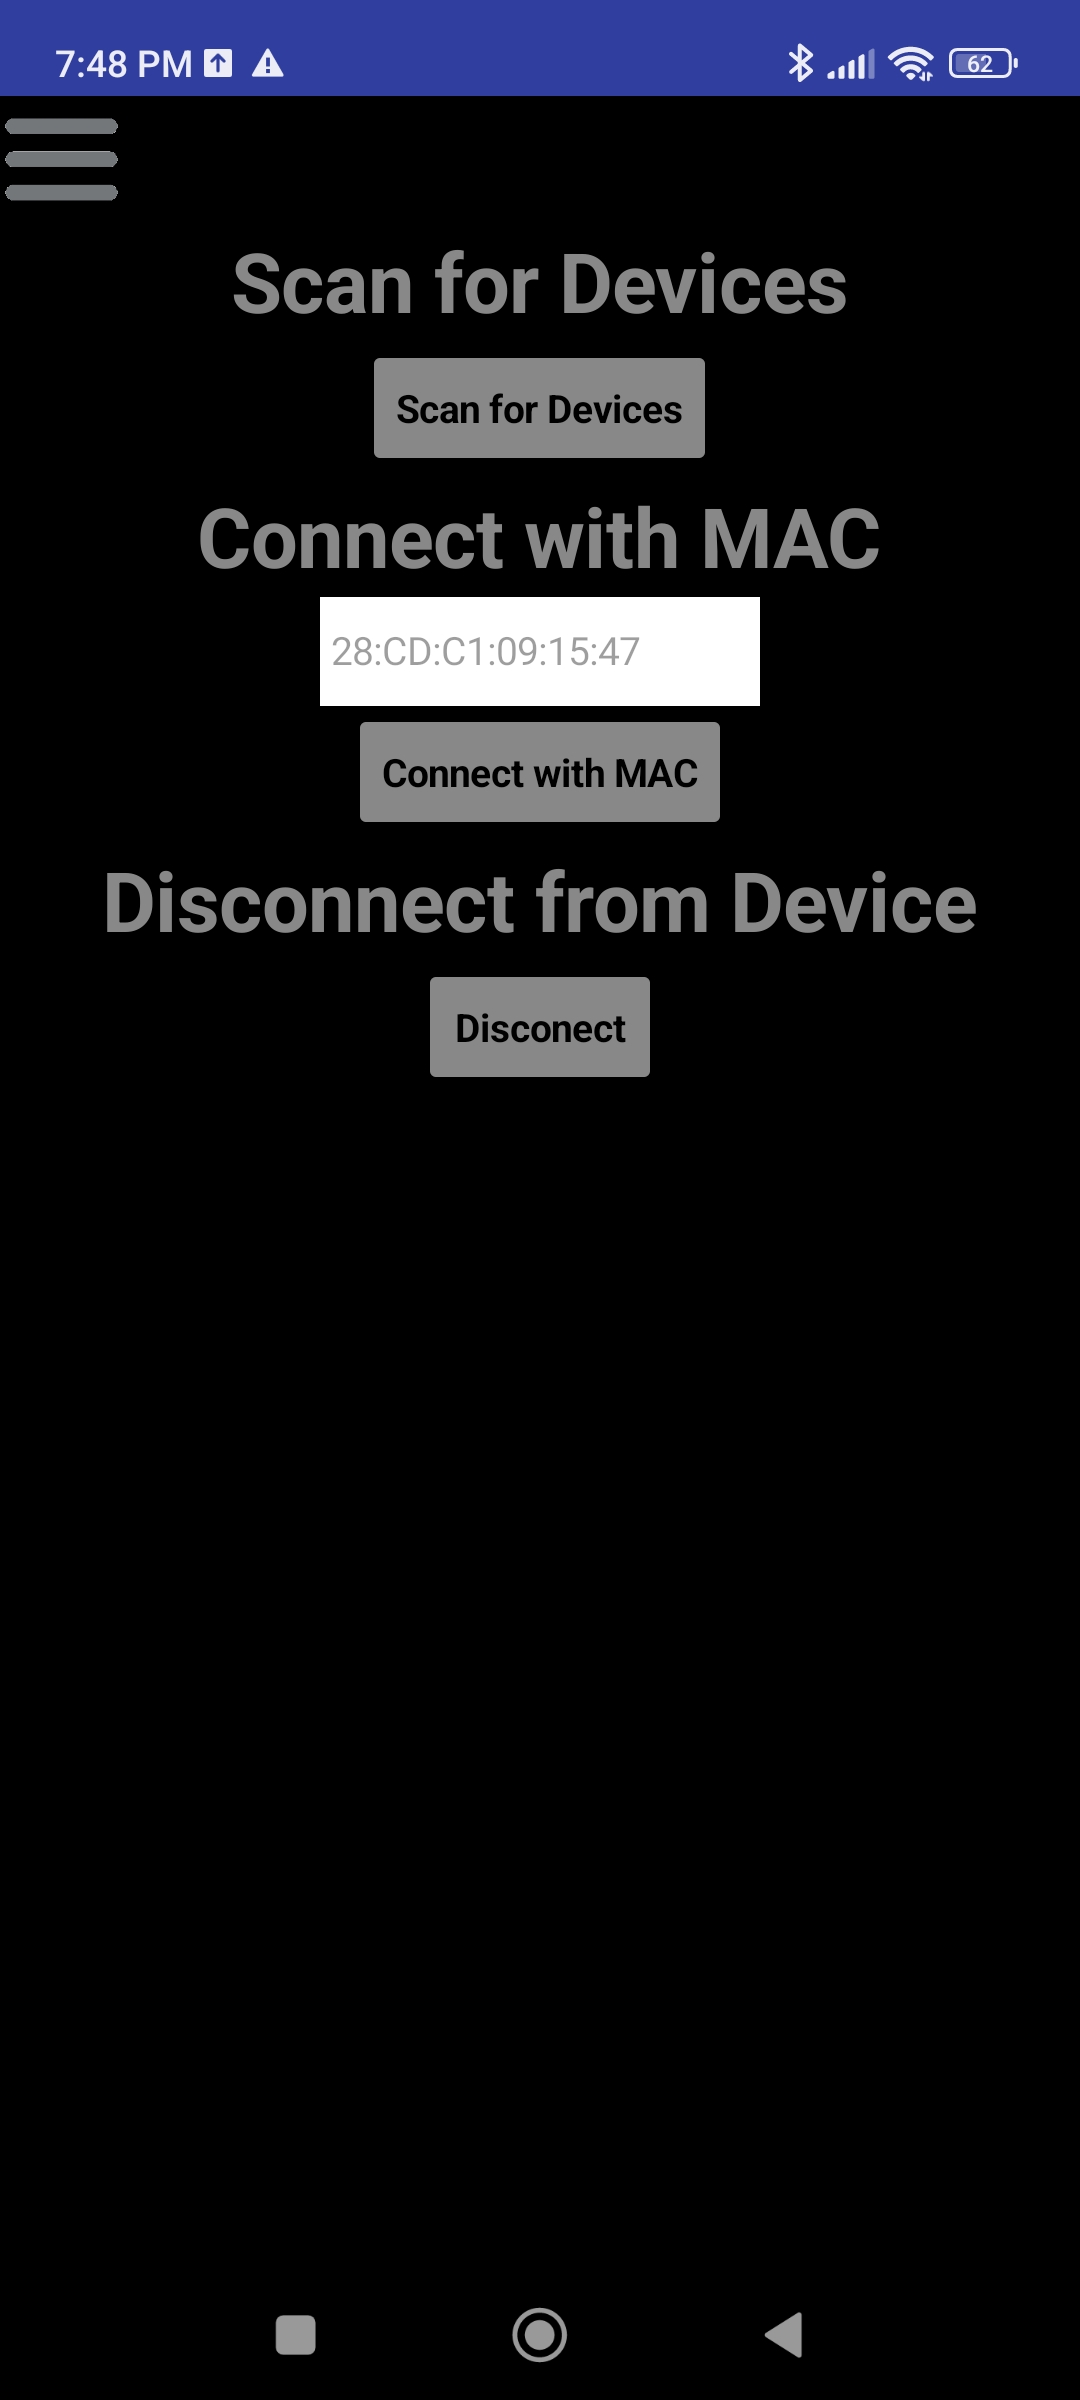 7:48 PM 62
Scan for Devices
Scan for Devices
Connect with MAC
28:CD:C1:09:15:47
Connect with MAC
Disconnect from Device
Disconect